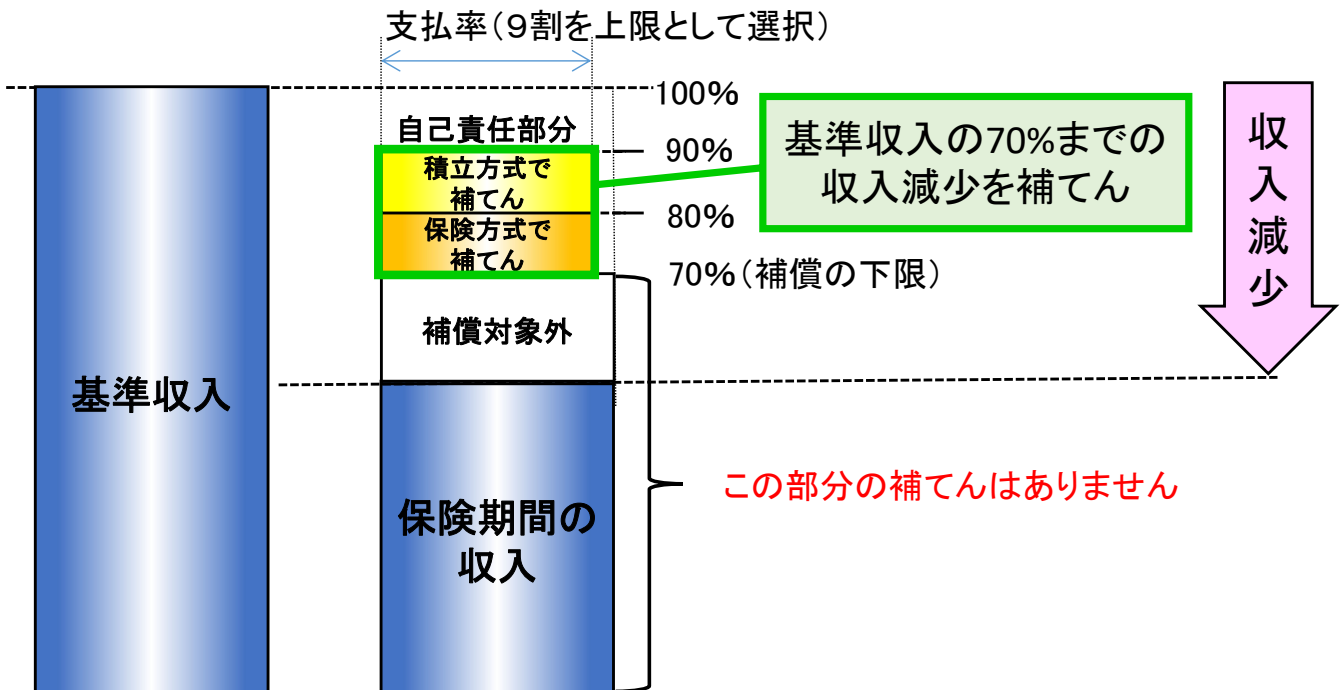 支払率（９割を上限として選択）
100%
自己責任部分
90%
積立方式で
補てん
80%
保険方式で
補てん
70%（補償の下限）
基準収入の70%までの
収入減少を補てん
収入減少
補償対象外
基準収入
保険期間の
収入
この部分の補てんはありません